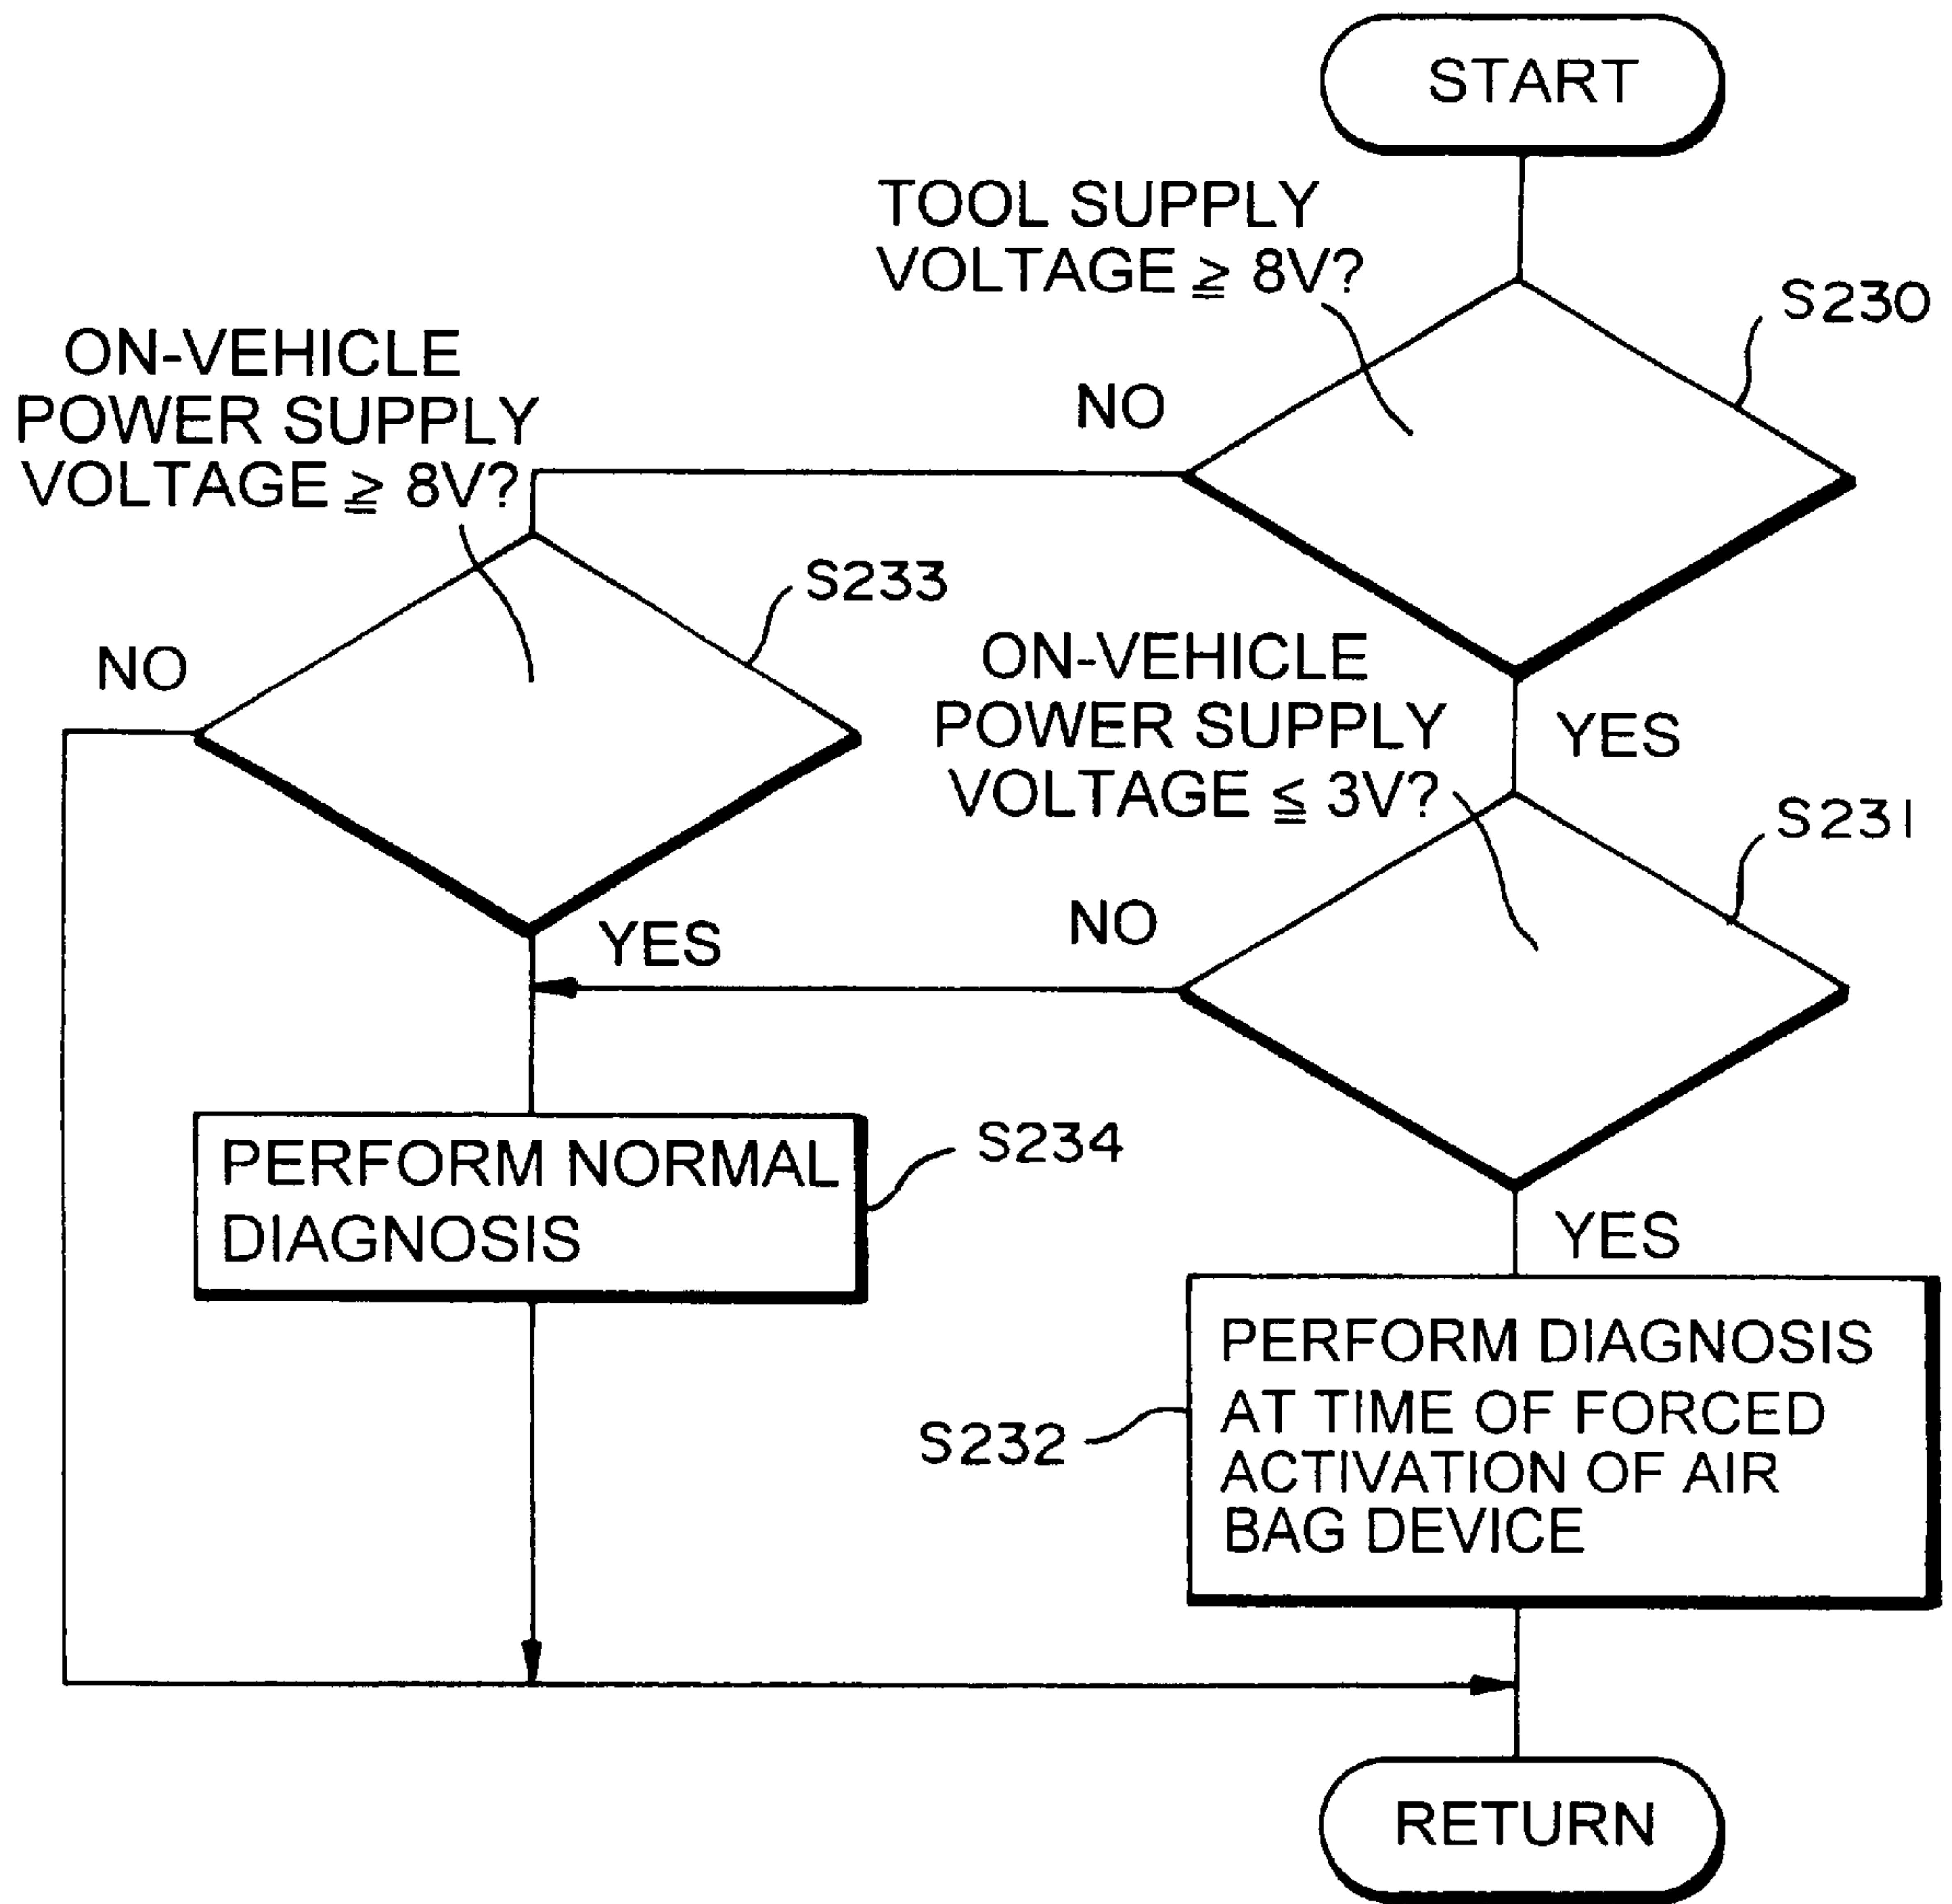 START
TOOL SUPPLY
VOLTAGE ≧ 8V?
S230
ON-VEHICLE
POWER SUPPLY
VOLTAGE ≧ 8V?
NO
S233
NO
ON-VEHICLE
POWER SUPPLY
VOLTAGE ≦ 3V?
YES
S231
NO
YES
PERFORM NORMAL
DIAGNOSIS
S234
YES
PERFORM DIAGNOSIS
AT TIME OF FORCED
ACTIVATION OF AIR
BAG DEVICE
S232
RETURN